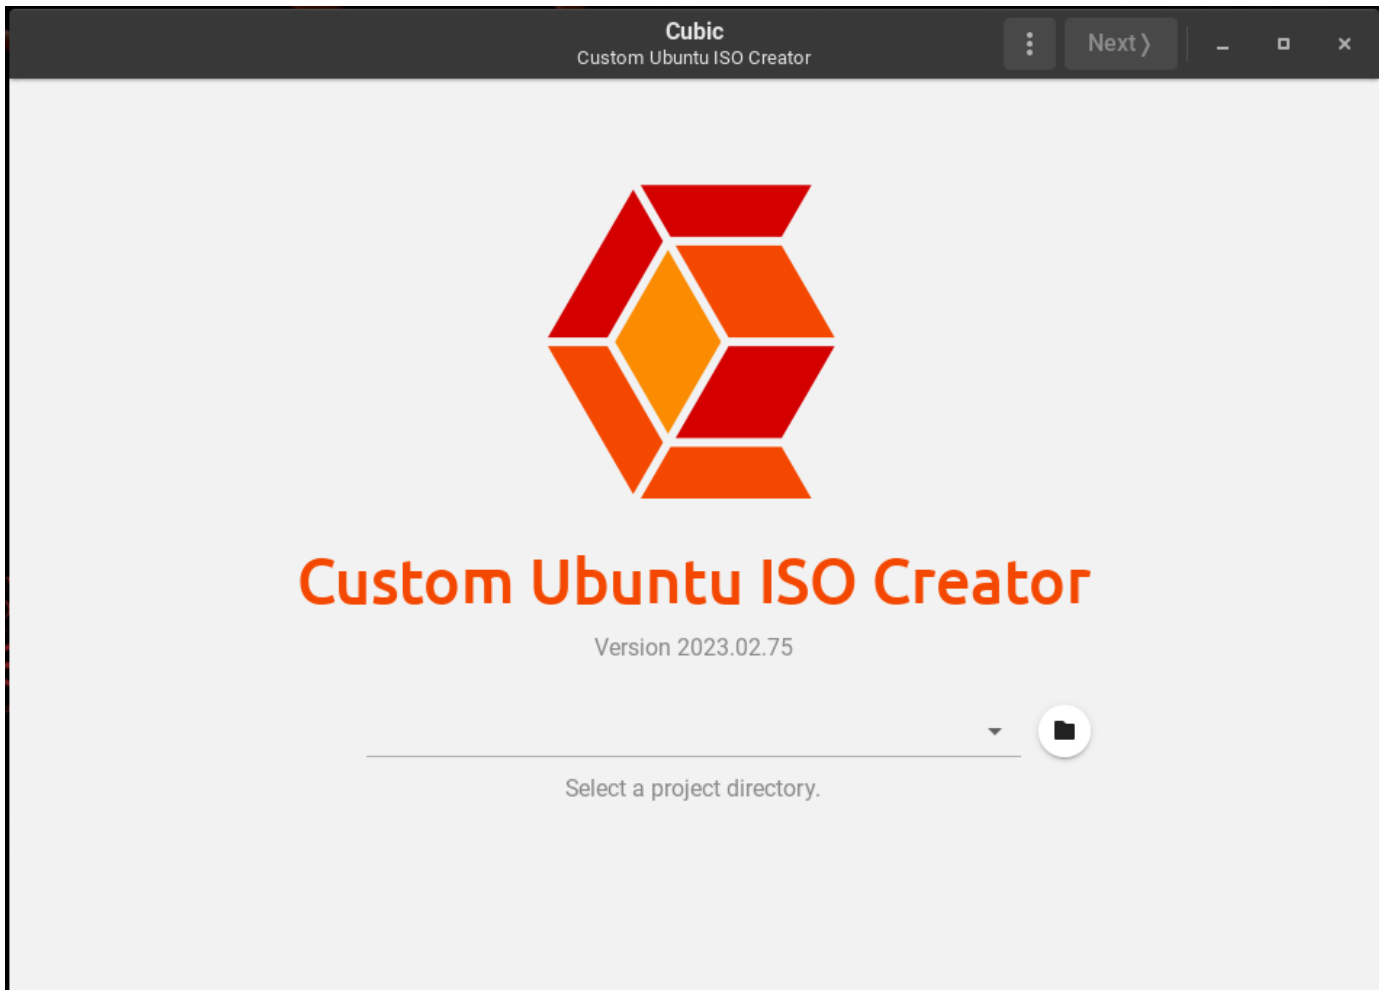 Cubic
Custom Ubuntu ISO Creator
Next
Custom Ubuntu ISO Creator
Version 2023.02.75
Select a project directory.